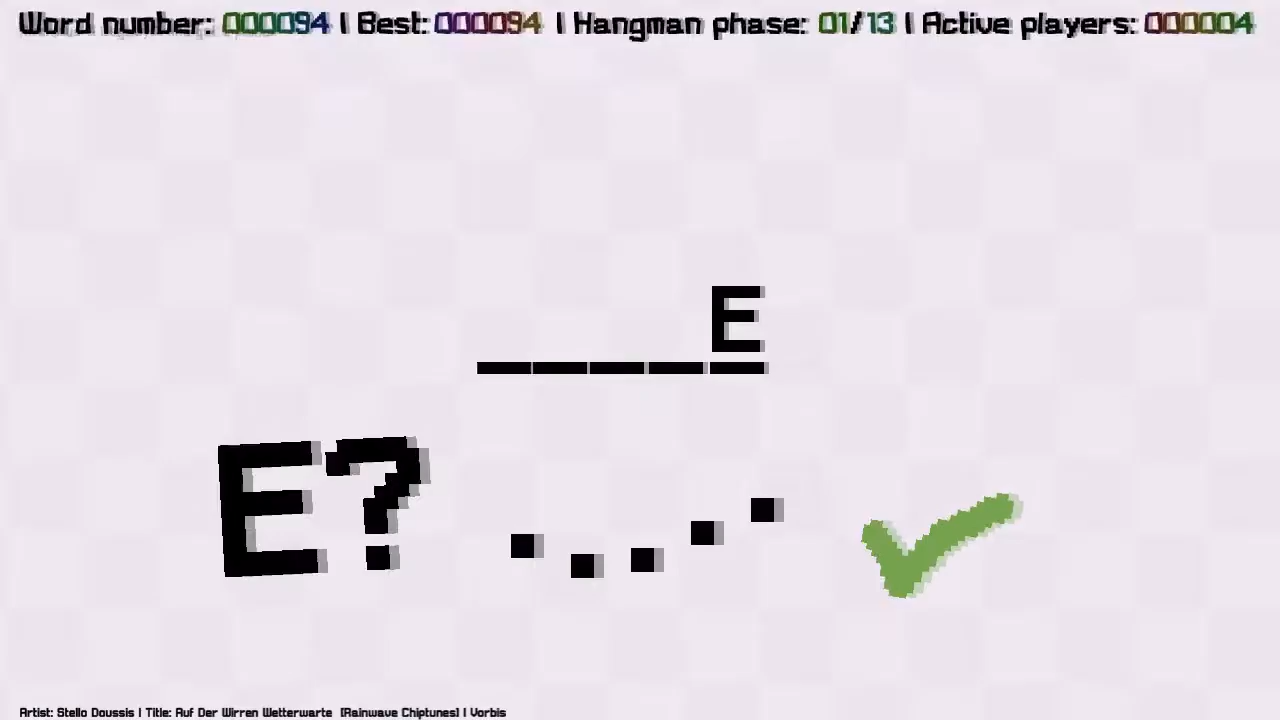 Word number: 000094 | Best: 000094 | Hangman phase: 01/13 | Active players: 000004
E
_ _ _ _ _
E? ..... 
Artist: Stello Doussis | Title: Auf Der Wirren Wetterwarte [Rainwave Chiptunes] | Vorbis